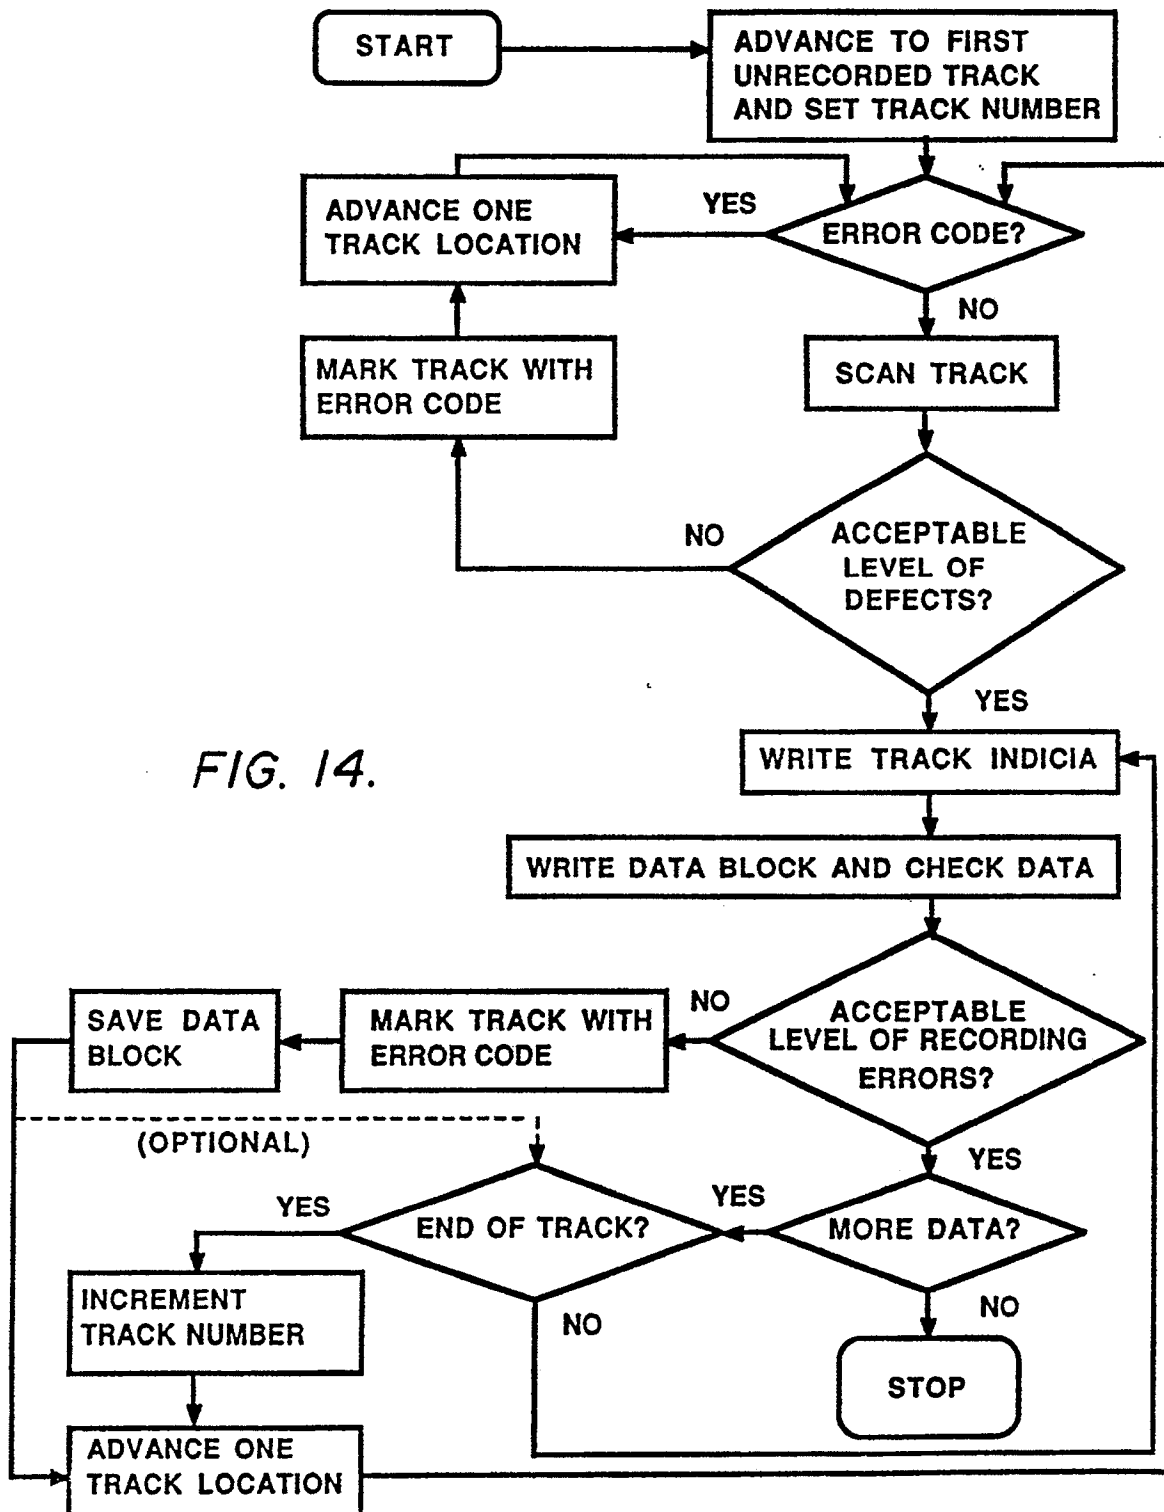 START
ADVANCE TO FIRST
UNRECORDED TRACK
AND SET TRACK NUMBER
ADVANCE ONE
TRACK LOCATION
YES
ERROR CODE?
NO
MARK TRACK WITH
ERROR CODE
SCAN TRACK
NO
ACCEPTABLE
LEVEL OF
DEFECTS?
YES
FIG. 14.
WRITE TRACK INDICIA
WRITE DATA BLOCK AND CHECK DATA
SAVE DATA
BLOCK
MARK TRACK WITH
ERROR CODE
NO
ACCEPTABLE
LEVEL OF RECORDING
ERRORS?
(OPTIONAL)
YES
YES
END OF TRACK?
YES
MORE DATA?
INCREMENT
TRACK NUMBER
NO
NO
STOP
ADVANCE ONE
TRACK LOCATION